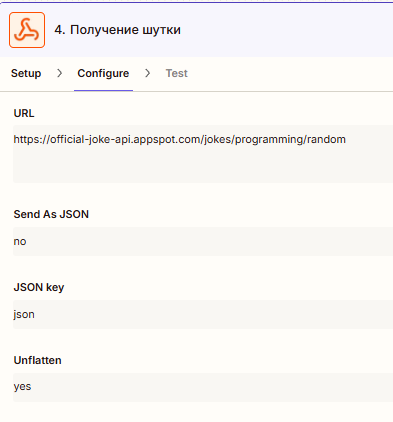 4. Получение шутки
Setup > Configure > Test
URL
https://official-joke-api.appspot.com/jokes/programming/random
Send As JSON
no
JSON key
json
Unflatten
yes